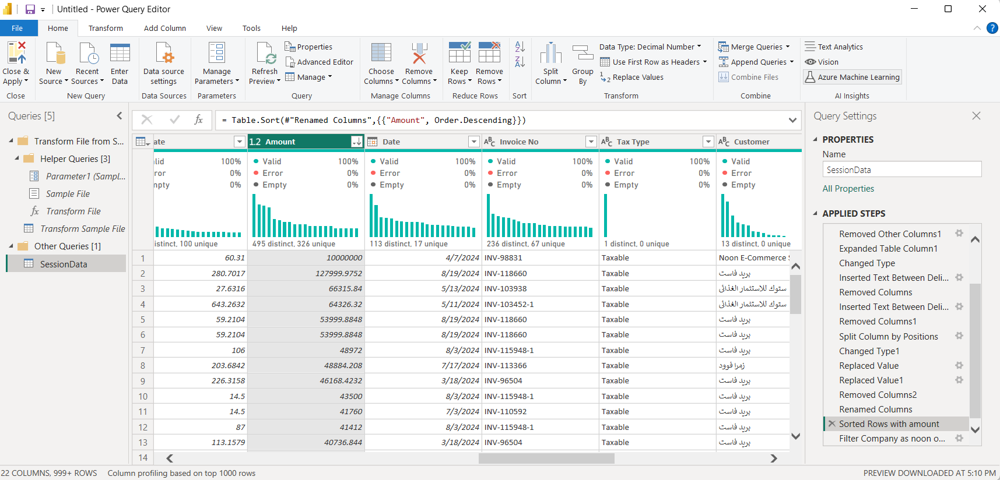 Untitled - Power Query Editor
File Home Transform Add Column View Tools Help
Close & Apply
Close
New Source
Recent Sources
Enter Data
New Query
Data source settings
Data Sources
Manage Parameters
Parameters
Refresh Preview
Properties
Advanced Editor
Manage
Query
Choose Columns
Remove Columns
Manage Columns
Keep Rows
Remove Rows
Reduce Rows
Sort
Split Column
Group By
Data Type: Decimal Number
Use First Row as Headers
Replace Values
Transform
Merge Queries
Append Queries
Combine Files
Combine
Text Analytics
Vision
Azure Machine Learning
AI Insights
Queries [5]
Transform File from S...
Helper Queries [3]
Parameter1 (Sampl...
Sample File
fx Transform File
Transform Sample File
Other Queries [1]
SessionData
fx = Table.Sort(#"Renamed Columns",{{"Amount", Order.Descending}})
ate 1.2 Amount Date ABC Invoice No ABC Tax Type ABC Customer
lid 100% Valid 100% Valid 100% Valid 100% Valid 100% Valid
ror 0% Error 0% Error 0% Error 0% Error 0% Error
npty 0% Empty 0% Empty 0% Empty 0% Empty 0% Empty
istinct, 100 unique 495 distinct, 326 unique 113 distinct, 17 unique 236 distinct, 67 unique 1 distinct, 0 unique 13 distinct, 0 unique
1 60.31 10000000 4/7/2024 INV-98831 Taxable Noon E-Commerce S
2 280.7017 127999.9752 8/19/2024 INV-118660 Taxable بريد فاست
3 27.6316 66315.84 5/13/2024 INV-103938 Taxable ستوك للاستثمار الغذائى
4 643.2632 64326.32 5/11/2024 INV-103452-1 Taxable ستوك للاستثمار الغذائى
5 59.2104 53999.8848 8/19/2024 INV-118660 Taxable بريد فاست
6 59.2104 53999.8848 8/19/2024 INV-118660 Taxable بريد فاست
7 106 48972 8/3/2024 INV-115948-1 Taxable بريد فاست
8 203.6842 48884.208 7/17/2024 INV-113366 Taxable زمرا فوود
9 226.3158 46168.4232 3/18/2024 INV-96504 Taxable بريد فاست
10 14.5 43500 8/3/2024 INV-115948-1 Taxable بريد فاست
11 14.5 41760 7/3/2024 INV-110592 Taxable بريد فاست
12 87 41412 8/3/2024 INV-115948-1 Taxable بريد فاست
13 113.1579 40736.844 3/18/2024 INV-96504 Taxable بريد فاست
14
Query Settings
PROPERTIES
Name
SessionData
All Properties
APPLIED STEPS
Removed Other Columns1
Expanded Table Column1
Changed Type
Inserted Text Between Deli...
Removed Columns
Inserted Text Between Deli...
Removed Columns1
Split Column by Positions
Changed Type1
Replaced Value
Replaced Value1
Removed Columns2
Renamed Columns
Sorted Rows with amount
Filter Company as noon o...
22 COLUMNS, 999+ ROWS Column profiling based on top 1000 rows PREVIEW DOWNLOADED AT 5:10 PM